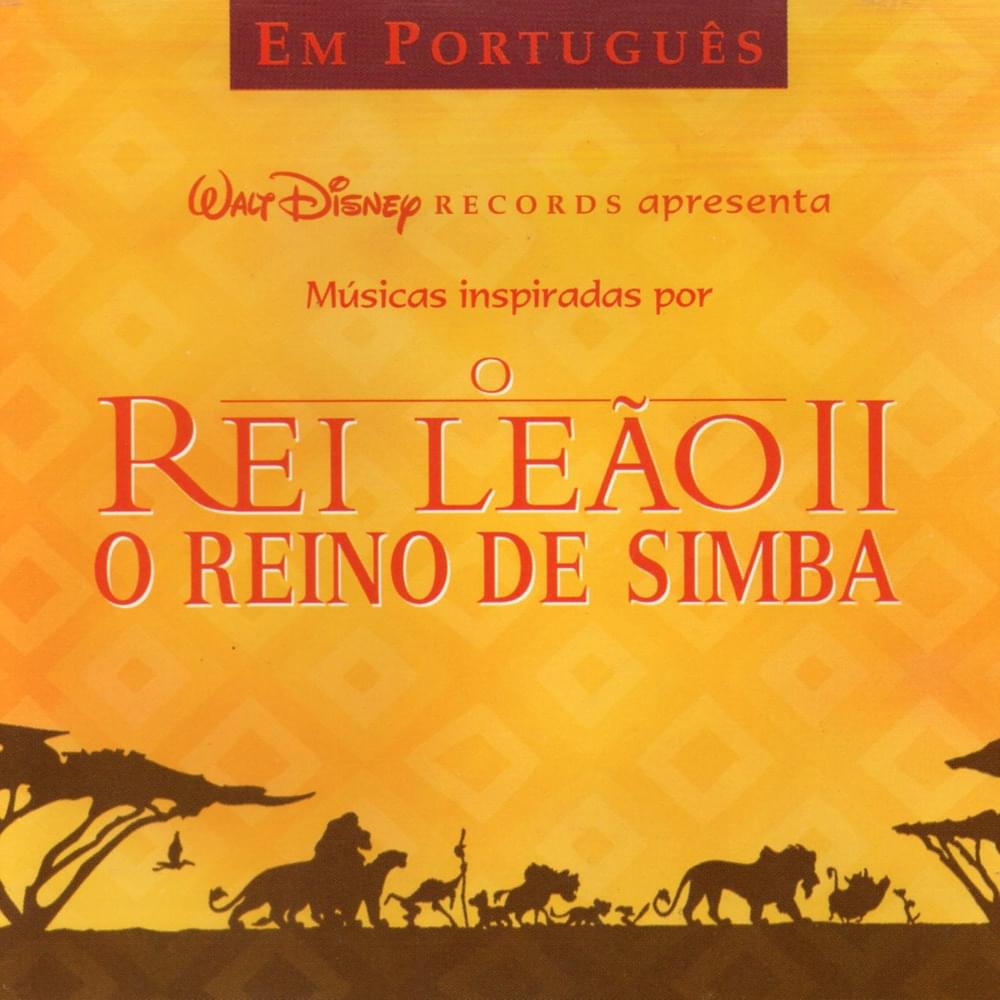 EM PORTUGUÊS
WALT DISNEY RECORDS apresenta
Músicas inspiradas por
O
REI LEÃO II
O REINO DE SIMBA